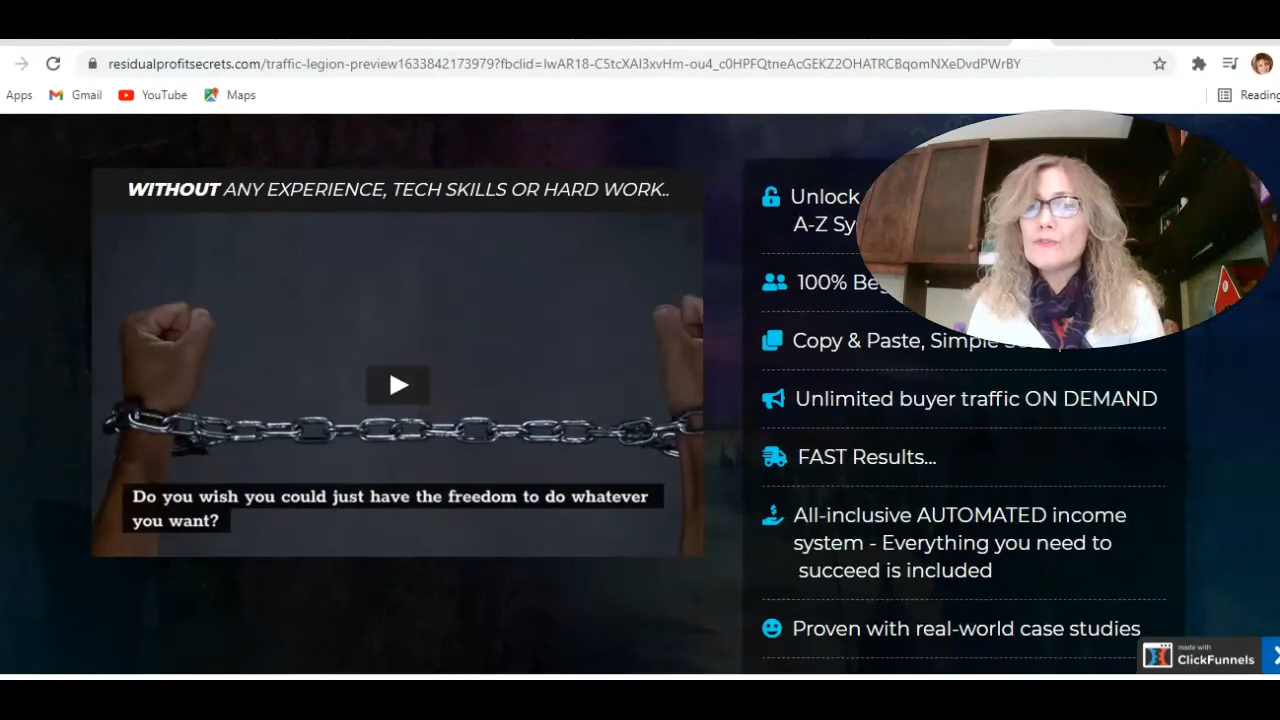 residualprofitsecrets.com/traffic-legion-preview1633842173979?fbclid=IwAR18-C5tcXAl3xvHm-ou4_c0HPFQtneAcGEKZ2OHATRCBqomNXeDvdPWrBY
Apps Gmail YouTube Maps Reading
WITHOUT ANY EXPERIENCE, TECH SKILLS OR HARD WORK..
Do you wish you could just have the freedom to do whatever
you want?
Unlock
A-Z
100%
Copy & Paste, Simple
Unlimited buyer traffic ON DEMAND
FAST Results...
All-inclusive AUTOMATED income
system - Everything you need to
succeed is included
Proven with real-world case studies
made with
ClickFunnels